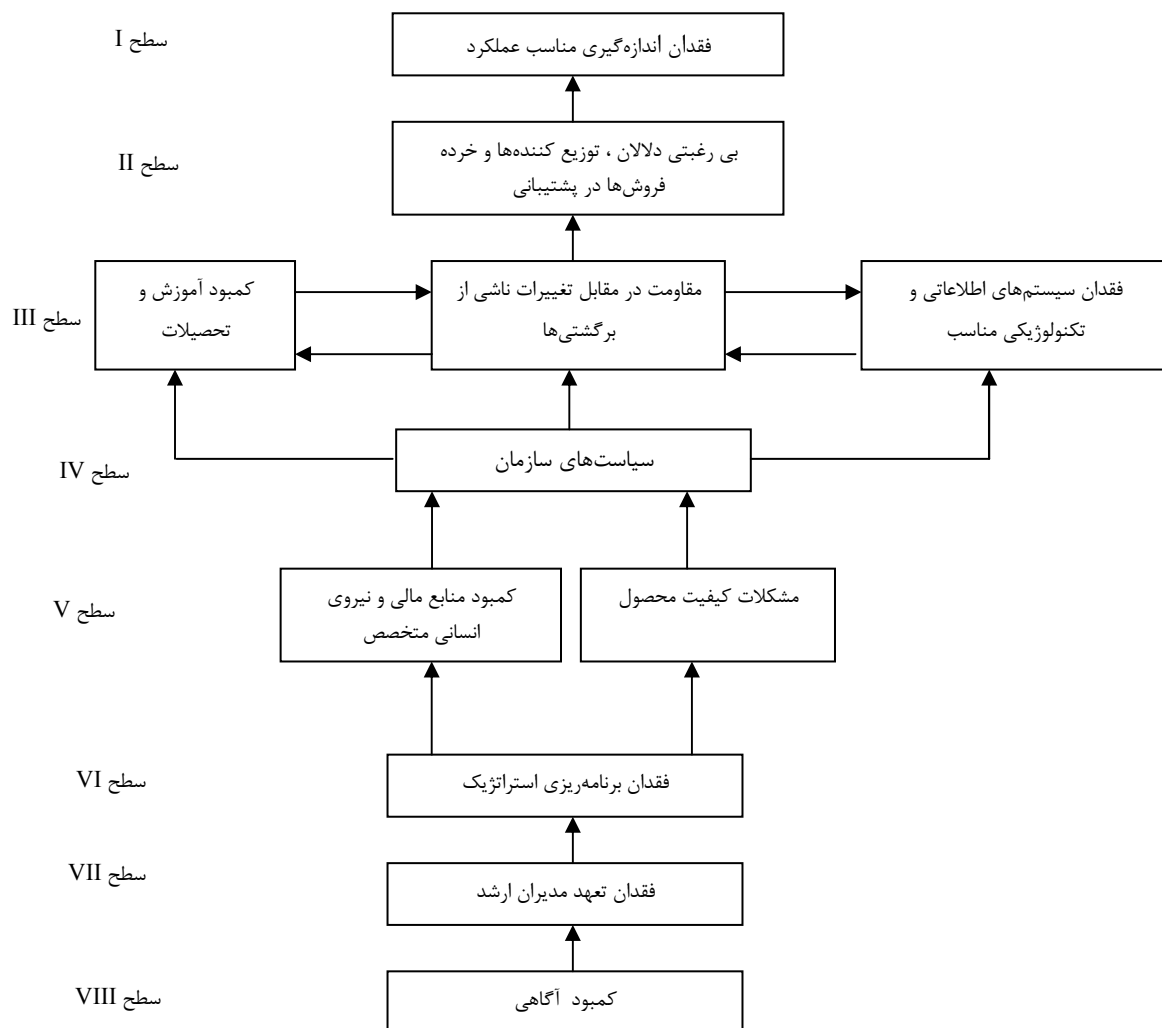 سطح I
فقدان اندازه‌گیری مناسب عملکرد
سطح II
بی رغبتی دلالان ، توزیع کننده‌ها و خرده
فروش‌ها در پشتیبانی
سطح III
کمبود آموزش و
تحصیلات
مقاومت در مقابل تغییرات ناشی از
برگشتی‌ها
فقدان سیستم‌های اطلاعاتی و
تکنولوژیکی مناسب
سطح IV
سیاست‌های سازمان
سطح V
کمبود منابع مالی و نیروی
انسانی متخصص
مشکلات کیفیت محصول
سطح VI
فقدان برنامه‌ریزی استراتژیک
سطح VII
فقدان تعهد مدیران ارشد
سطح VIII
کمبود آگاهی